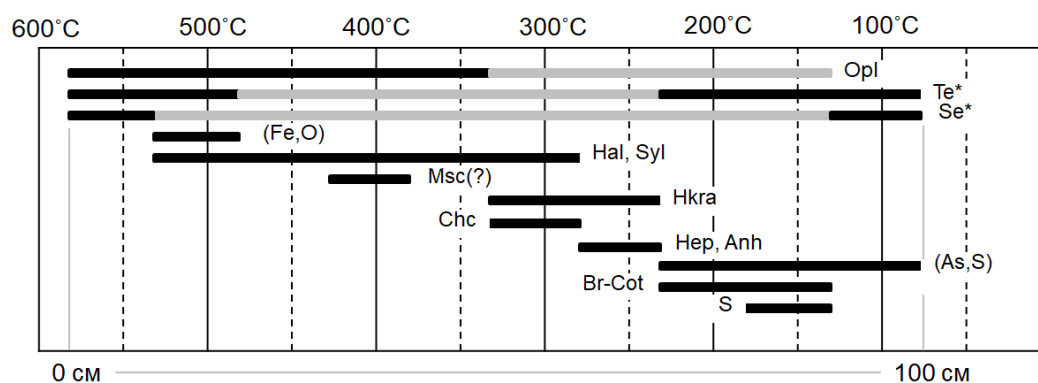 600˚C 500˚C 400˚C 300˚C 200˚C 100˚C
Opl
Te*
Se*
(Fe,O)
Hal, Syl
Msc(?)
Hkra
Chc
Hep, Anh
(As,S)
Br-Cot
S
0 см 100 см